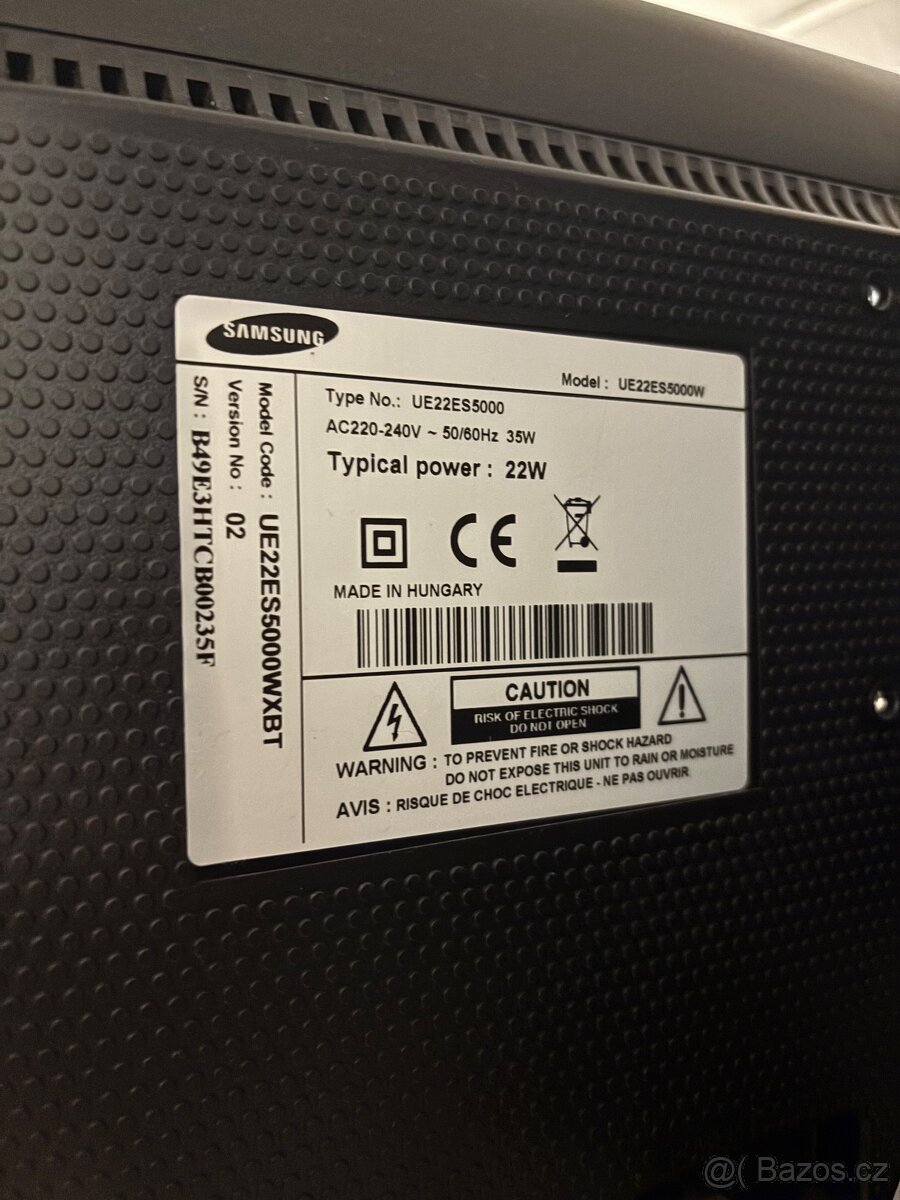 SAMSUNG
Model : UE22ES5000W
Type No.: UE22ES5000
AC220-240V ~ 50/60Hz 35W
Typical power : 22W
CE
MADE IN HUNGARY
CAUTION
RISK OF ELECTRIC SHOCK
DO NOT OPEN
WARNING : TO PREVENT FIRE OR SHOCK HAZARD
DO NOT EXPOSE THIS UNIT TO RAIN OR MOISTURE
AVIS : RISQUE DE CHOC ELECTRIQUE - NE PAS OUVRIR
Model Code : UE22ES5000WXBT
Version No : 02
S/N : B49E3HTCB00235F
@( Bazos.cz